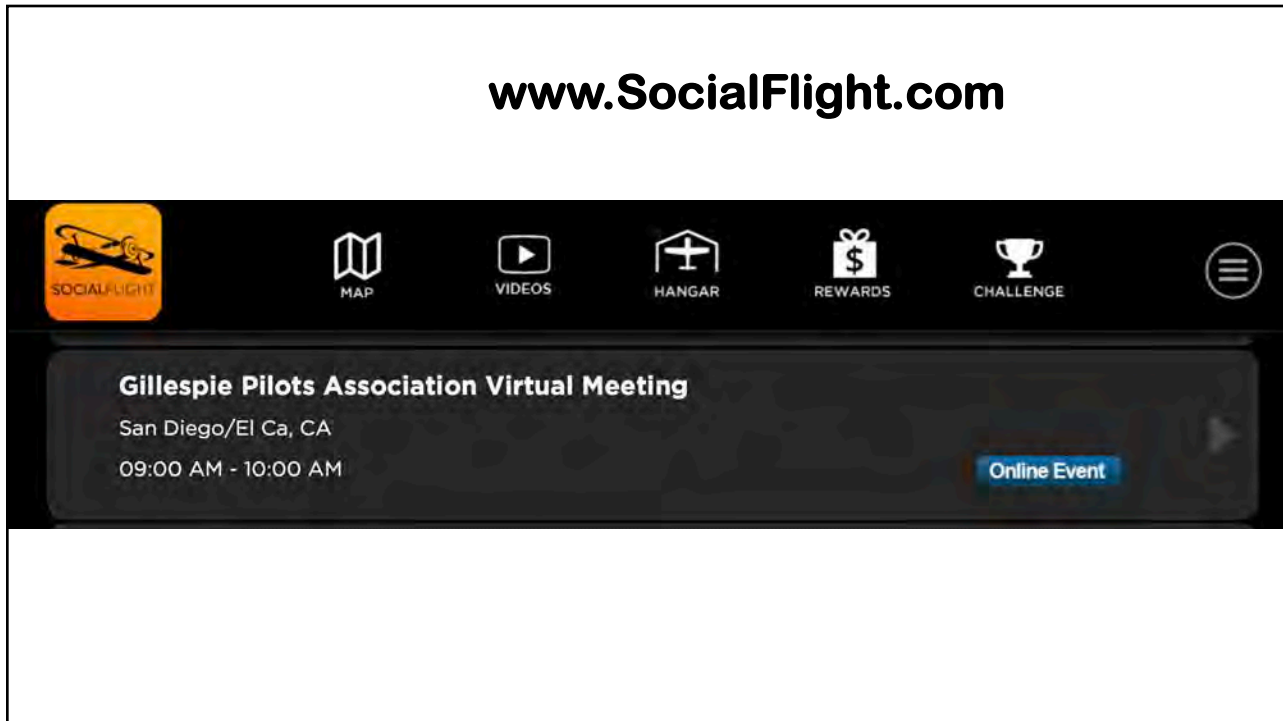 www.SocialFlight.com
SOCIALFLIGHT
MAP
VIDEOS
HANGAR
REWARDS
CHALLENGE
Gillespie Pilots Association Virtual Meeting
San Diego/El Ca, CA
09:00 AM - 10:00 AM
Online Event